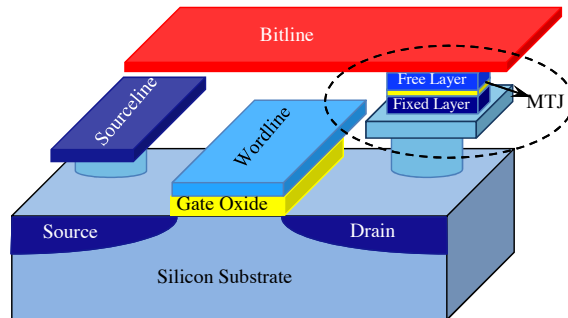 Bitline
Free Layer
Fixed Layer
MTJ
Sourceline
Wordline
Gate Oxide
Source
Drain
Silicon Substrate